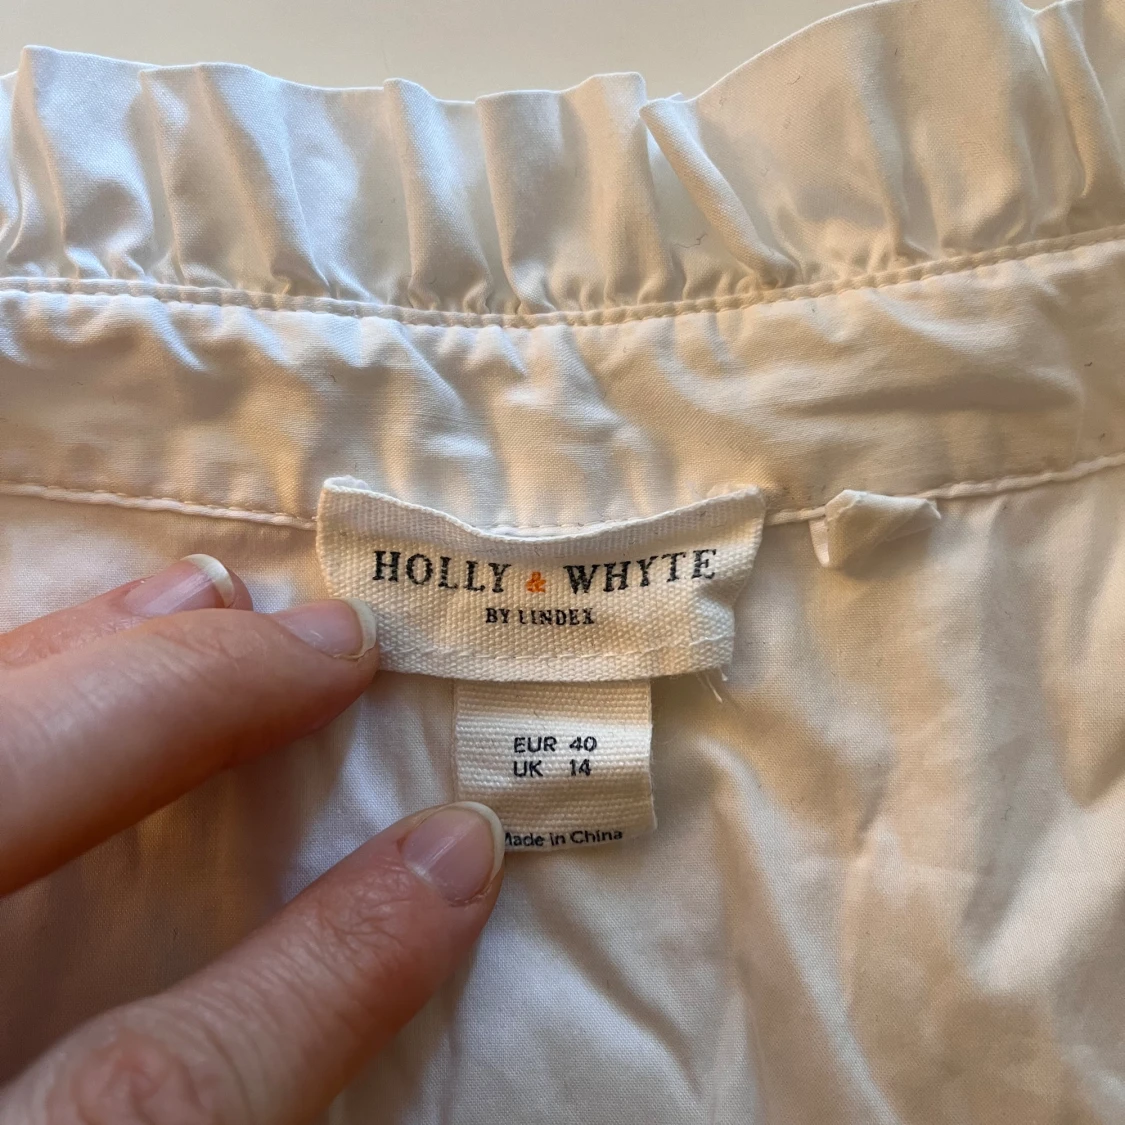 HOLLY & WHYTE
BY LINDEX
EUR 40
UK 14
Made in China